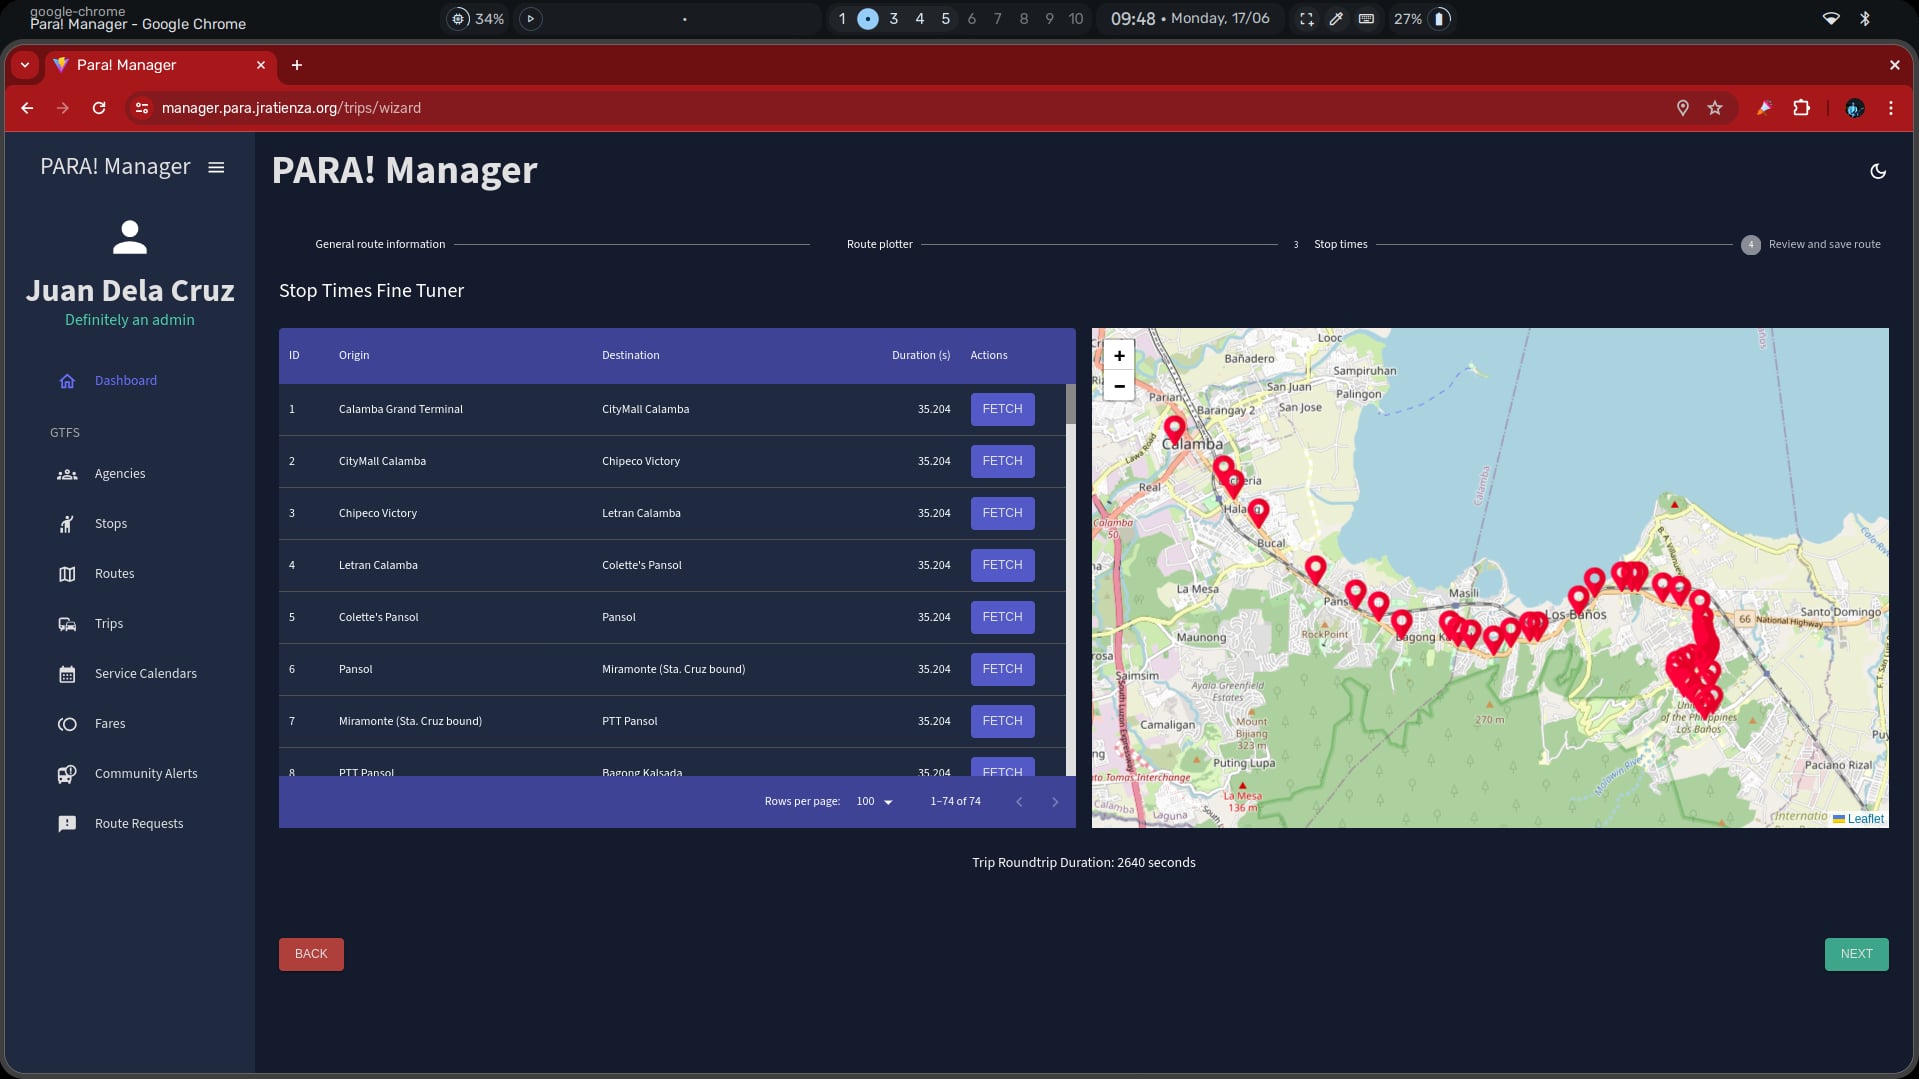 google-chrome
Para! Manager - Google Chrome
34%
1 3 4 5 6 7 8 9 10
09:48 • Monday, 17/06
27%
Para! Manager
manager.para.jratienza.org/trips/wizard
PARA! Manager
PARA! Manager
Juan Dela Cruz
Definitely an admin
Dashboard
GTFS
Agencies
Stops
Routes
Trips
Service Calendars
Fares
Community Alerts
Route Requests
General route information
Route plotter
3 Stop times
4 Review and save route
Stop Times Fine Tuner
ID Origin Destination Duration (s) Actions
1 Calamba Grand Terminal CityMall Calamba 35.204 FETCH
2 CityMall Calamba Chipeco Victory 35.204 FETCH
3 Chipeco Victory Letran Calamba 35.204 FETCH
4 Letran Calamba Colette's Pansol 35.204 FETCH
5 Colette's Pansol Pansol 35.204 FETCH
6 Pansol Miramonte (Sta. Cruz bound) 35.204 FETCH
7 Miramonte (Sta. Cruz bound) PTT Pansol 35.204 FETCH
8 PTT Pansol Bagong Kalsada 35.204 FETCH
Rows per page: 100 1–74 of 74
+
−
Looc
Bañadero
Sampiruhan
San Juan
Palingon
Parian
Barangay 2
San Jose
Calamba
Lawa Road
Real
Calamba
Calamba
50
Bucal
La Mesa
Masili
Los Baños
66 National Highway
Santo Domingo
Maunong
RockPoint
Saimsim
Ayala Greenfield
Estates
Camaligan
Mount
Bijiang
323 m
270 m
of the Philippines
Los Baños
Puting Lupa
Paciano Rizal
La Mesa
136 m
South Luzon Expressway
Calamba
Laguna
Leaflet
Trip Roundtrip Duration: 2640 seconds
BACK
NEXT